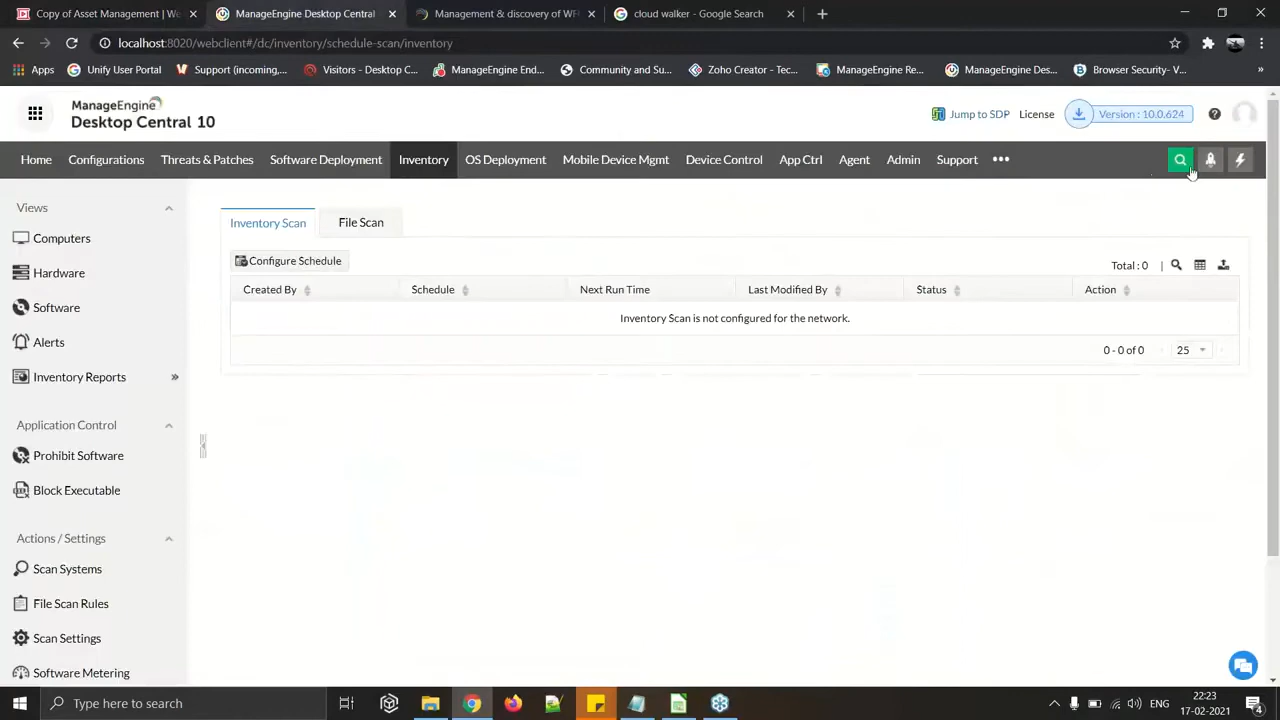 Copy of Asset Management | We
ManageEngine Desktop Central
Management & discovery of WF
cloud walker - Google Search
localhost:8020/webclient#/dc/inventory/schedule-scan/inventory
Apps
Unify User Portal
Support (incoming,...
Visitors - Desktop C...
ManageEngine End...
Community and Su...
Zoho Creator - Tec...
ManageEngine Re...
ManageEngine Des...
Browser Security- V...
»
ManageEngine
Desktop Central 10
Jump to SDP
License
Version : 10.0.624
Home
Configurations
Threats & Patches
Software Deployment
Inventory
OS Deployment
Mobile Device Mgmt
Device Control
App Ctrl
Agent
Admin
Support
•••
Views
Computers
Hardware
Software
Alerts
Inventory Reports »
Application Control
Prohibit Software
Block Executable
Actions / Settings
Scan Systems
File Scan Rules
Scan Settings
Software Metering
Inventory Scan
File Scan
Configure Schedule
Total : 0 |
Created By
Schedule
Next Run Time
Last Modified By
Status
Action
Inventory Scan is not configured for the network.
0 - 0 of 0
25
Type here to search
ENG
22:23
17-02-2021
4